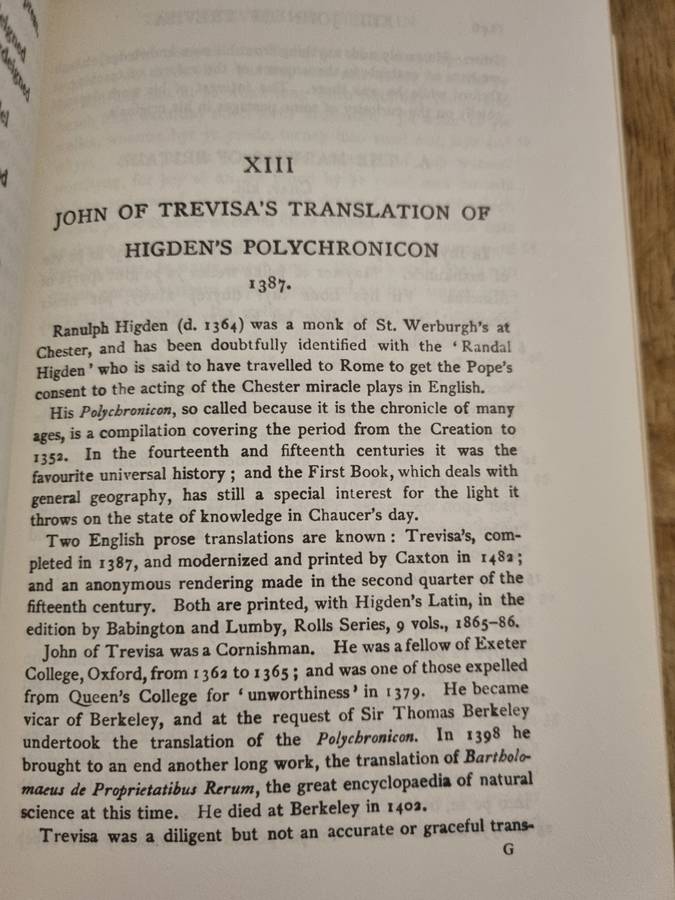 XIII
JOHN OF TREVISA'S TRANSLATION OF
HIGDEN'S POLYCHRONICON
1387.
Ranulph Higden (d. 1364) was a monk of St. Werburgh's at
Chester, and has been doubtfully identified with the ‘Randal
Higden’ who is said to have travelled to Rome to get the Pope's
consent to the acting of the Chester miracle plays in English.
His Polychronicon, so called because it is the chronicle of many
ages, is a compilation covering the period from the Creation to
1352. In the fourteenth and fifteenth centuries it was the
favourite universal history; and the First Book, which deals with
general geography, has still a special interest for the light it
throws on the state of knowledge in Chaucer's day.
Two English prose translations are known: Trevisa's, com-
pleted in 1387, and modernized and printed by Caxton in 1482;
and an anonymous rendering made in the second quarter of the
fifteenth century. Both are printed, with Higden's Latin, in the
edition by Babington and Lumby, Rolls Series, 9 vols., 1865–86.
John of Trevisa was a Cornishman. He was a fellow of Exeter
College, Oxford, from 1362 to 1365; and was one of those expelled
from Queen's College for ‘unworthiness’ in 1379. He became
vicar of Berkeley, and at the request of Sir Thomas Berkeley
undertook the translation of the Polychronicon. In 1398 he
brought to an end another long work, the translation of Bartholo-
maeus de Proprietatibus Rerum, the great encyclopaedia of natural
science at this time. He died at Berkeley in 1402.
Trevisa was a diligent but not an accurate or graceful trans-
G